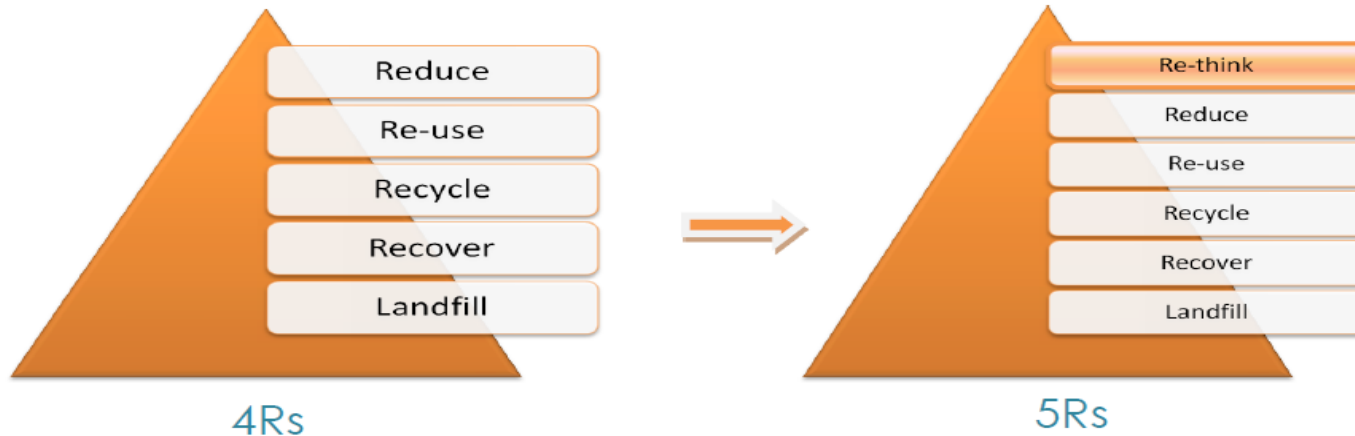 Reduce
Re-use
Recycle
Recover
Landfill
4Rs
Re-think
Reduce
Re-use
Recycle
Recover
Landfill
5Rs